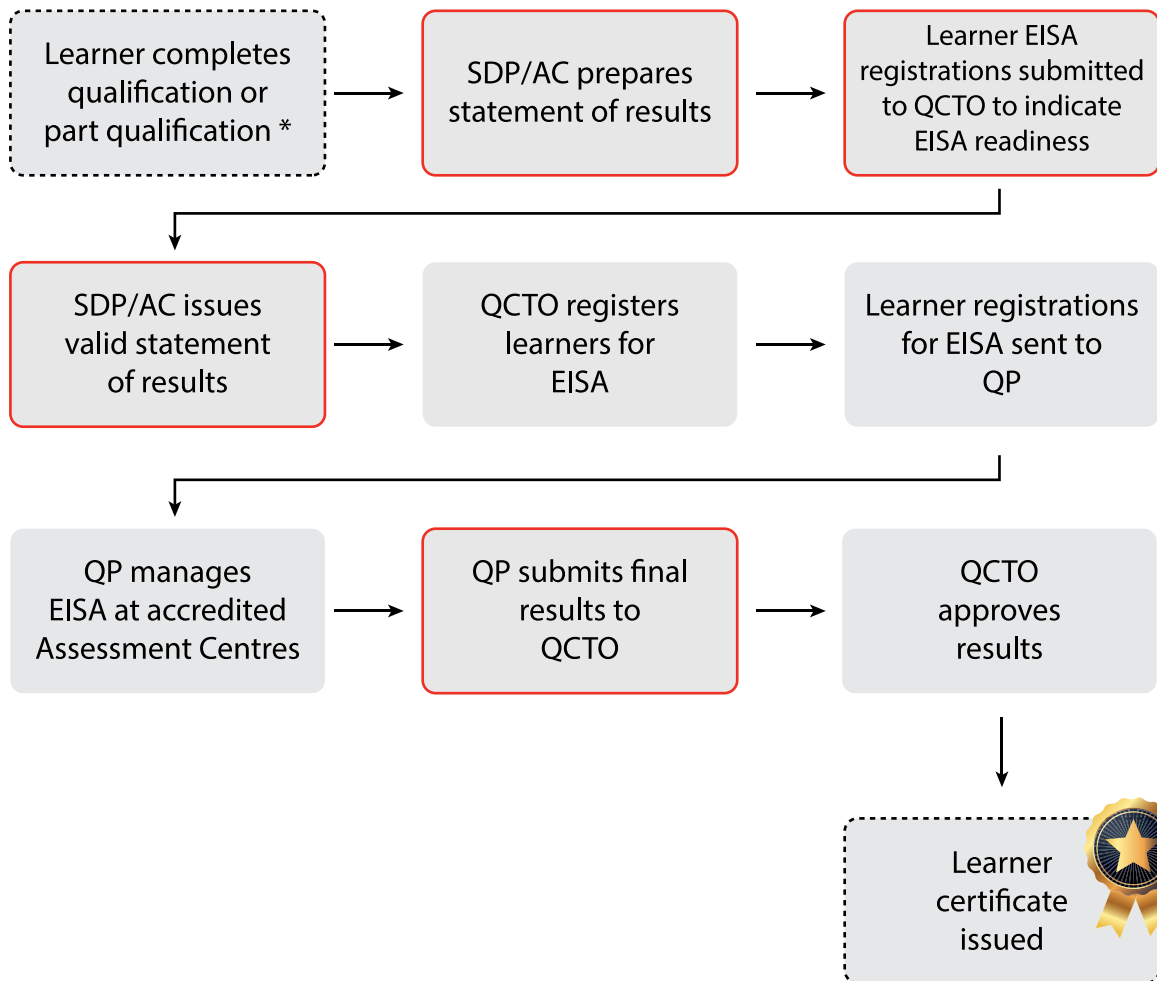 Learner completes
qualification or
part qualification *
SDP/AC prepares
statement of results
Learner EISA
registrations submitted
to QCTO to indicate
EISA readiness
SDP/AC issues
valid statement
of results
QCTO registers
learners for
EISA
Learner registrations
for EISA sent to
QP
QP manages
EISA at accredited
Assessment Centres
QP submits final
results to
QCTO
QCTO
approves
results
Learner
certificate
issued